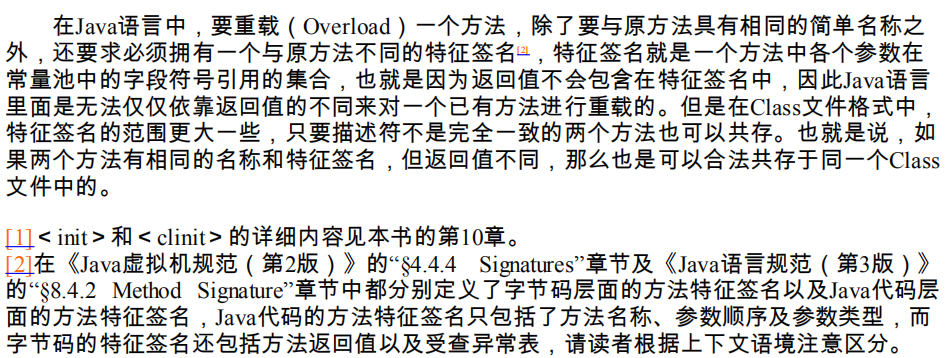 在Java语言中，要重载（Overload）一个方法，除了要与原方法具有相同的简单名称之
外，还要求必须拥有一个与原方法不同的特征签名[2]，特征签名就是一个方法中各个参数在
常量池中的字段符号引用的集合，也就是因为返回值不会包含在特征签名中，因此Java语言
里面是无法仅仅依靠返回值的不同来对一个已有方法进行重载的。但是在Class文件格式中，
特征签名的范围更大一些，只要描述符不是完全一致的两个方法也可以共存。也就是说，如
果两个方法有相同的名称和特征签名，但返回值不同，那么也是可以合法共存于同一个Class
文件中的。
[1]＜init＞和＜clinit＞的详细内容见本书的第10章。
[2]在《Java虚拟机规范（第2版）》的“§4.4.4 Signatures”章节及《Java语言规范（第3版）》
的“§8.4.2 Method Signature”章节中都分别定义了字节码层面的方法特征签名以及Java代码层
面的方法特征签名，Java代码的方法特征签名只包括了方法名称、参数顺序及参数类型，而
字节码的特征签名还包括方法返回值以及受查异常表，请读者根据上下文语境注意区分。